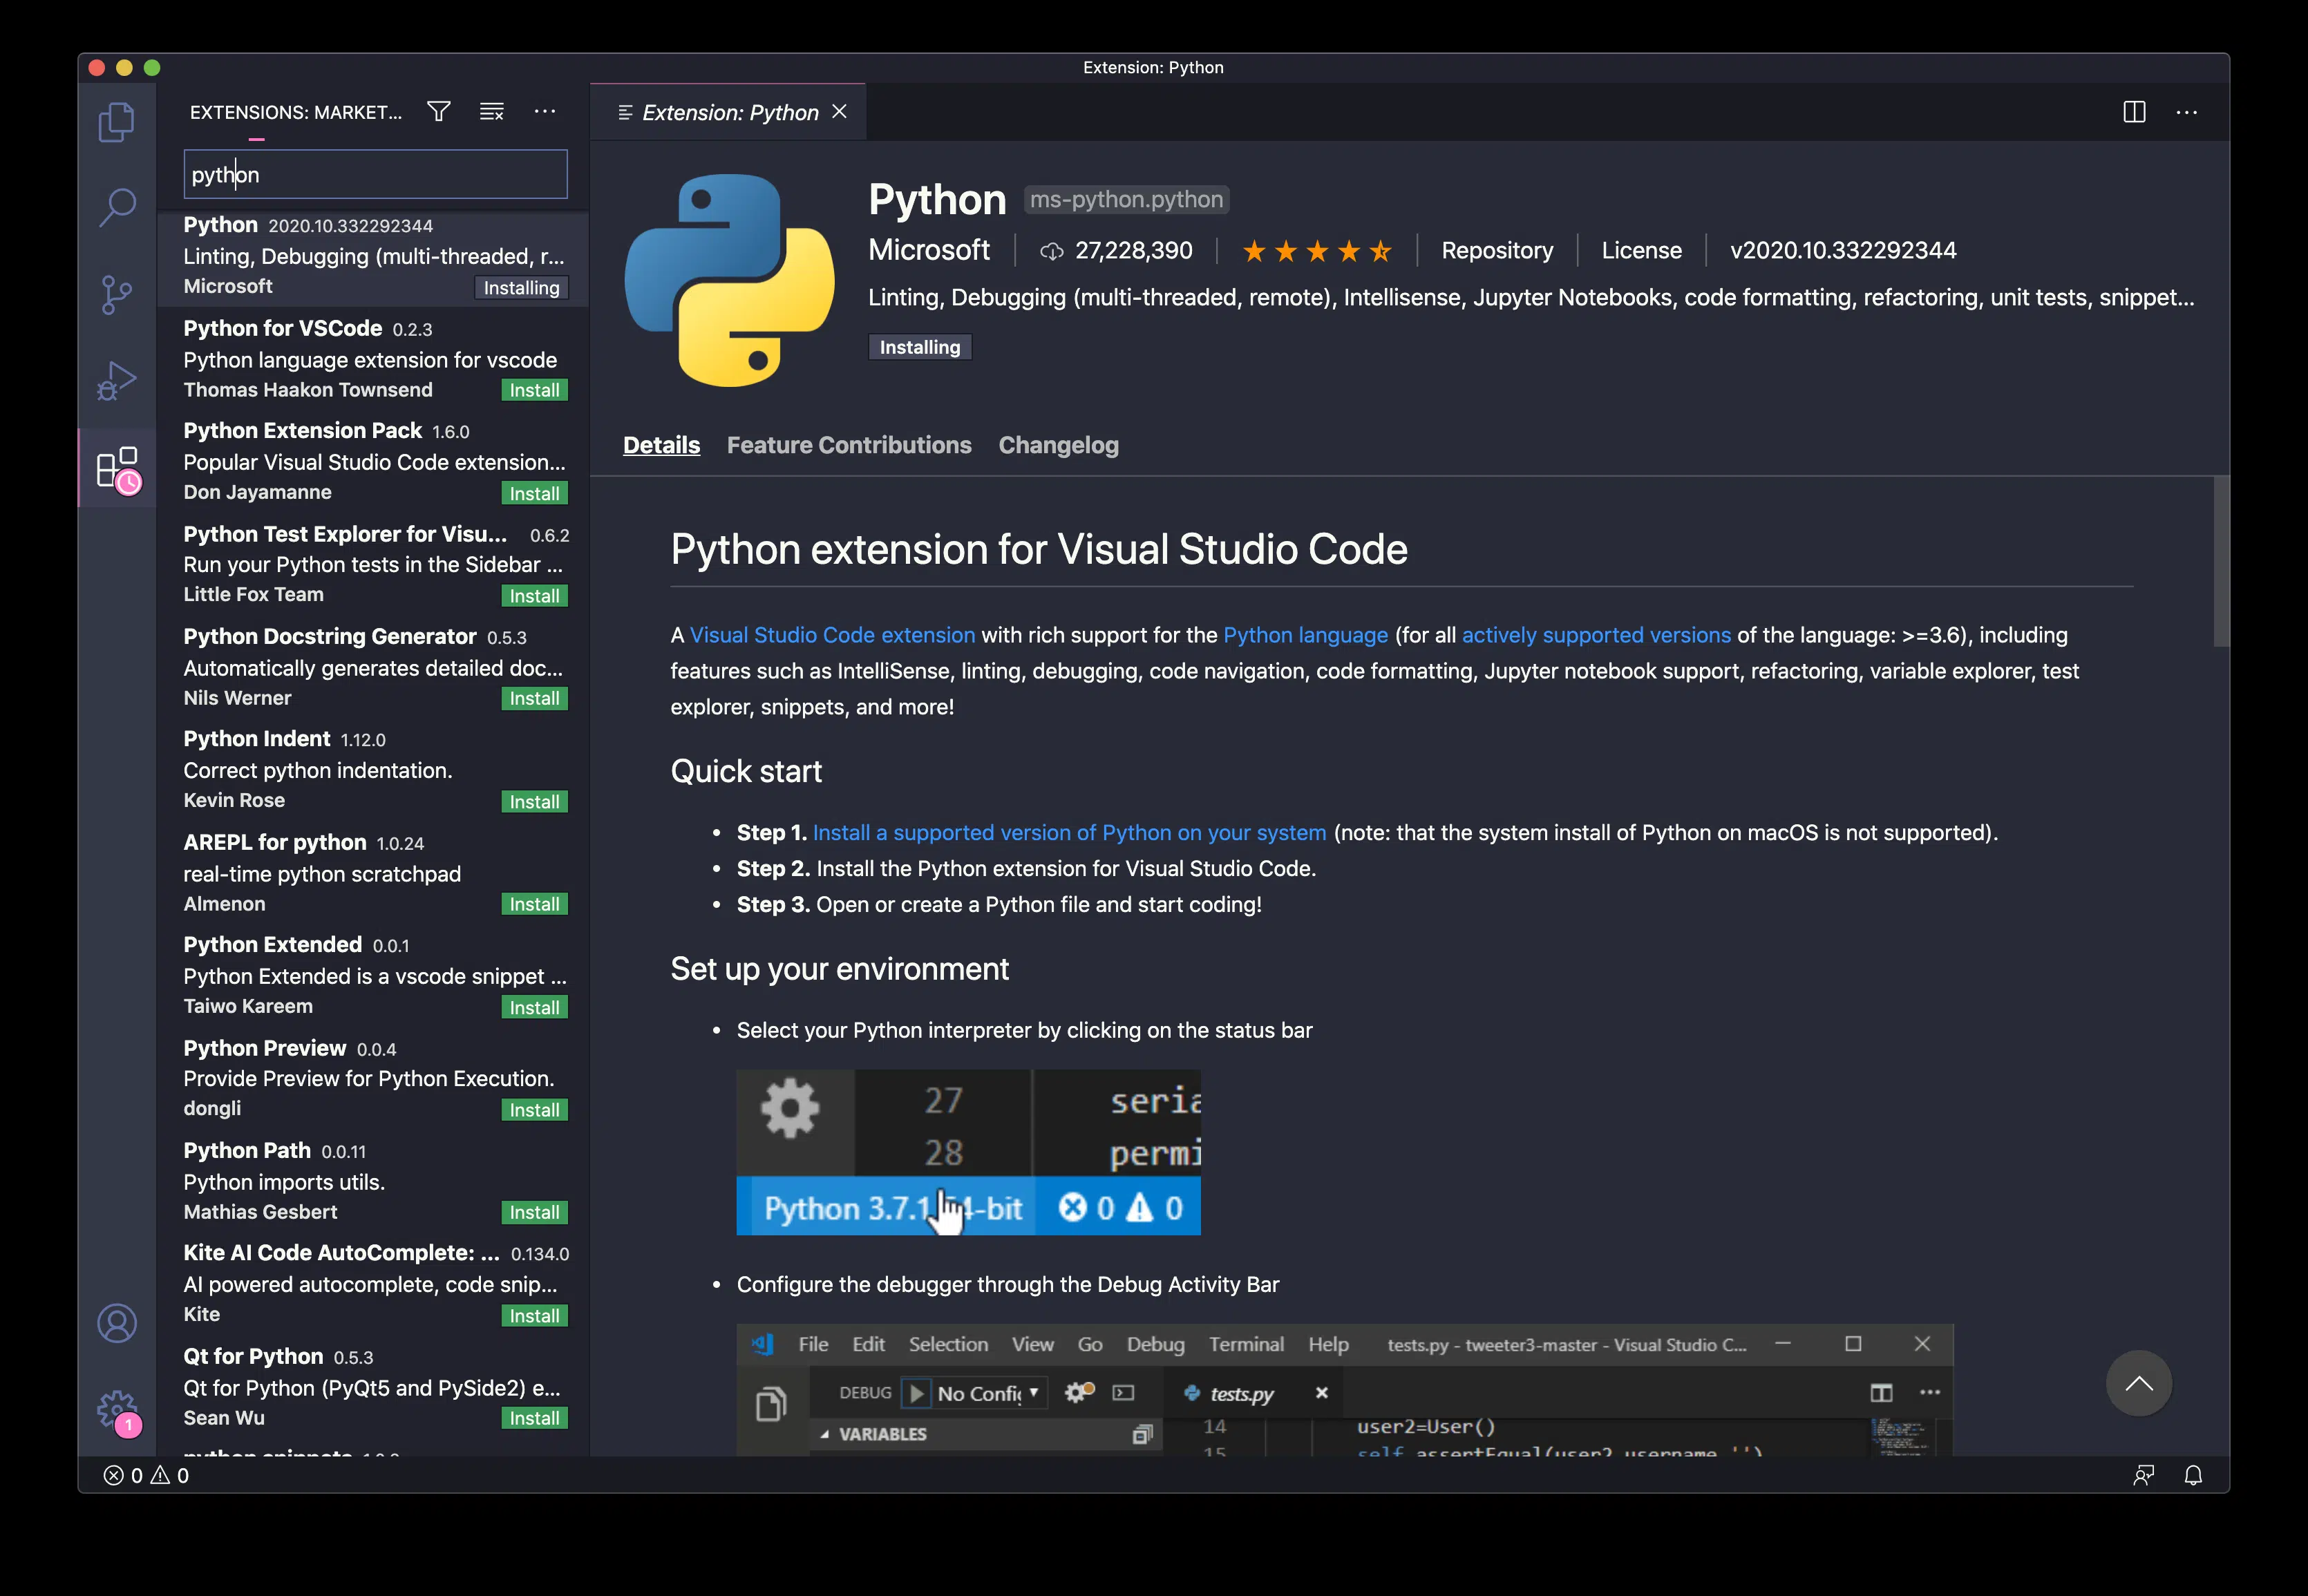 Extension: Python
EXTENSIONS: MARKET...
python
Python 2020.10.332292344
Linting, Debugging (multi-threaded, r...
Microsoft Installing
Python for VSCode 0.2.3
Python language extension for vscode
Thomas Haakon Townsend Install
Python Extension Pack 1.6.0
Popular Visual Studio Code extension...
Don Jayamanne Install
Python Test Explorer for Visu... 0.6.2
Run your Python tests in the Sidebar ...
Little Fox Team Install
Python Docstring Generator 0.5.3
Automatically generates detailed doc...
Nils Werner Install
Python Indent 1.12.0
Correct python indentation.
Kevin Rose Install
AREPL for python 1.0.24
real-time python scratchpad
Almenon Install
Python Extended 0.0.1
Python Extended is a vscode snippet ...
Taiwo Kareem Install
Python Preview 0.0.4
Provide Preview for Python Execution.
dongli Install
Python Path 0.0.11
Python imports utils.
Mathias Gesbert Install
Kite AI Code AutoComplete: ... 0.134.0
AI powered autocomplete, code snip...
Kite Install
Qt for Python 0.5.3
Qt for Python (PyQt5 and PySide2) e...
Sean Wu Install
1
Extension: Python
Python ms-python.python
Microsoft 27,228,390 Repository License v2020.10.332292344
Linting, Debugging (multi-threaded, remote), Intellisense, Jupyter Notebooks, code formatting, refactoring, unit tests, snippet...
Installing
Details Feature Contributions Changelog
Python extension for Visual Studio Code
A Visual Studio Code extension with rich support for the Python language (for all actively supported versions of the language: >=3.6), including
features such as IntelliSense, linting, debugging, code navigation, code formatting, Jupyter notebook support, refactoring, variable explorer, test
explorer, snippets, and more!
Quick start
• Step 1. Install a supported version of Python on your system (note: that the system install of Python on macOS is not supported).
• Step 2. Install the Python extension for Visual Studio Code.
• Step 3. Open or create a Python file and start coding!
Set up your environment
• Select your Python interpreter by clicking on the status bar
27 seria
28 permi
Python 3.7.1 -bit 0 0
• Configure the debugger through the Debug Activity Bar
File Edit Selection View Go Debug Terminal Help tests.py - tweeter3-master - Visual Studio C...
DEBUG No Config tests.py
VARIABLES
14 user2=User()
15 self.assertEqual(user2.username, '')
0 0